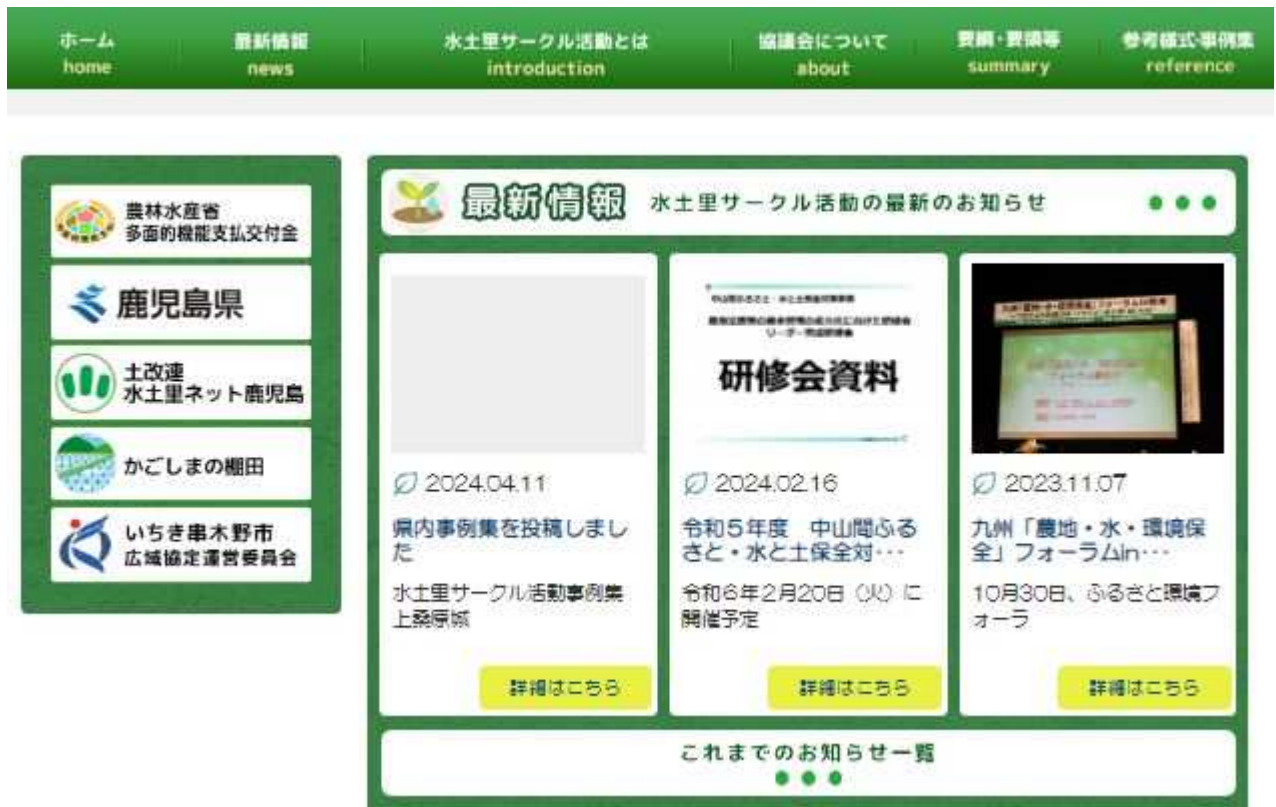 ホーム
home
最新情報
news
水土里サークル活動とは
introduction
協議会について
about
要綱・要領等
summary
参考様式・事例集
reference
農林水産省
多面的機能支払交付金
鹿児島県
土改連
水土里ネット鹿児島
かごしまの棚田
いちき串木野市
広域協定運営委員会
最新情報
水土里サークル活動の最新のお知らせ
2024.04.11
県内事例集を投稿しまし
た
水土里サークル活動事例集
上桑原城
詳細はこちら
研修会資料
2024.02.16
令和5年度 中山間ふる
さと・水と土保全対・・・
令和6年2月20日(火)に
開催予定
詳細はこちら
2023.11.07
九州「農地・水・環境保
全」フォーラムin・・・
10月30日、ふるさと環境フ
ォーラ
詳細はこちら
これまでのお知らせ一覧